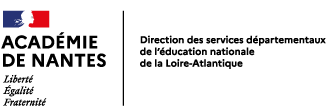 ACADÉMIE
DE NANTES
Liberté
Égalité
Fraternité
Direction des services départementaux
de l'éducation nationale
de la Loire-Atlantique